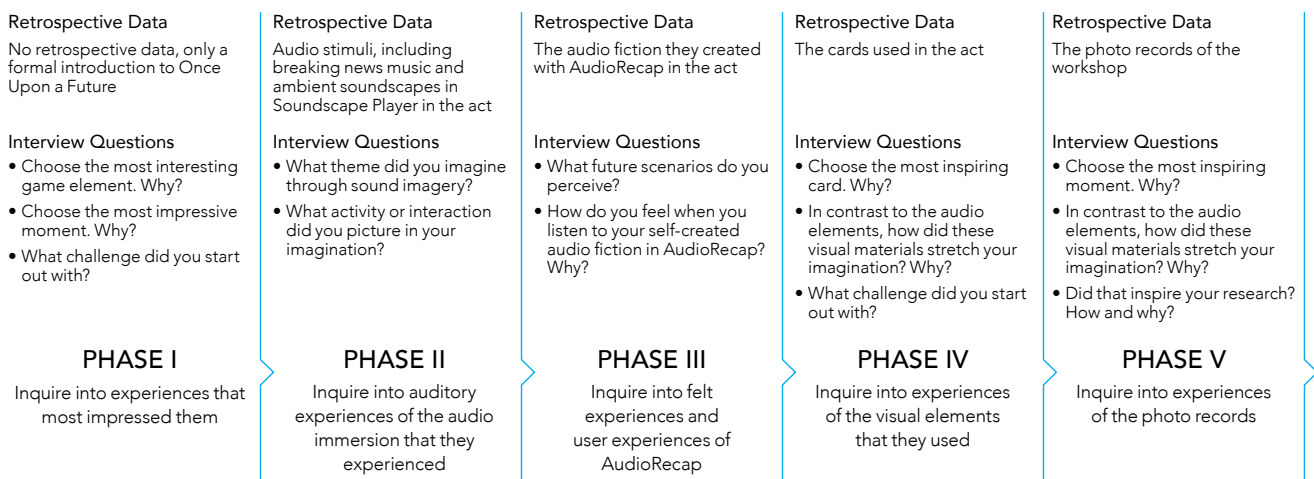 Retrospective Data
No retrospective data, only a
formal introduction to Once
Upon a Future
Interview Questions
• Choose the most interesting
game element. Why?
• Choose the most impressive
moment. Why?
• What challenge did you start
out with?
PHASE I
Inquire into experiences that
most impressed them
Retrospective Data
Audio stimuli, including
breaking news music and
ambient soundscapes in
Soundscape Player in the act
Interview Questions
• What theme did you imagine
through sound imagery?
• What activity or interaction
did you picture in your
imagination?
PHASE II
Inquire into auditory
experiences of the audio
immersion that they
experienced
Retrospective Data
The audio fiction they created
with AudioRecap in the act
Interview Questions
• What future scenarios do you
perceive?
• How do you feel when you
listen to your self-created
audio fiction in AudioRecap?
Why?
PHASE III
Inquire into felt
experiences and
user experiences of
AudioRecap
Retrospective Data
The cards used in the act
Interview Questions
• Choose the most inspiring
card. Why?
• In contrast to the audio
elements, how did these
visual materials stretch your
imagination? Why?
• What challenge did you start
out with?
PHASE IV
Inquire into experiences
of the visual elements
that they used
Retrospective Data
The photo records of the
workshop
Interview Questions
• Choose the most inspiring
moment. Why?
• In contrast to the audio
elements, how did these
visual materials stretch your
imagination? Why?
• Did that inspire your research?
How and why?
PHASE V
Inquire into experiences
of the photo records